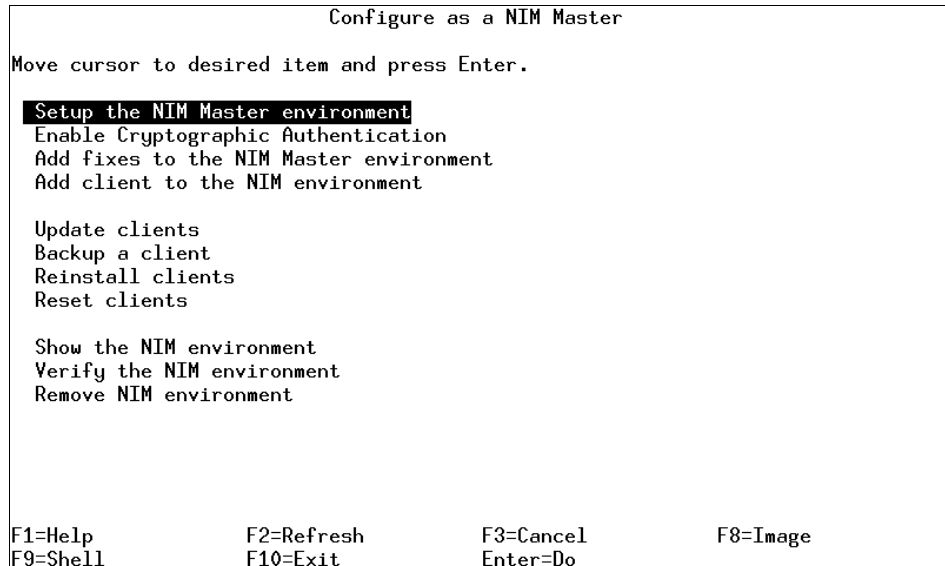 Configure as a NIM Master
Move cursor to desired item and press Enter.
Setup the NIM Master environment
Enable Cryptographic Authentication
Add fixes to the NIM Master environment
Add client to the NIM environment
Update clients
Backup a client
Reinstall clients
Reset clients
Show the NIM environment
Verify the NIM environment
Remove NIM environment
F1=Help F2=Refresh F3=Cancel F8=Image
F9=Shell F10=Exit Enter=Do